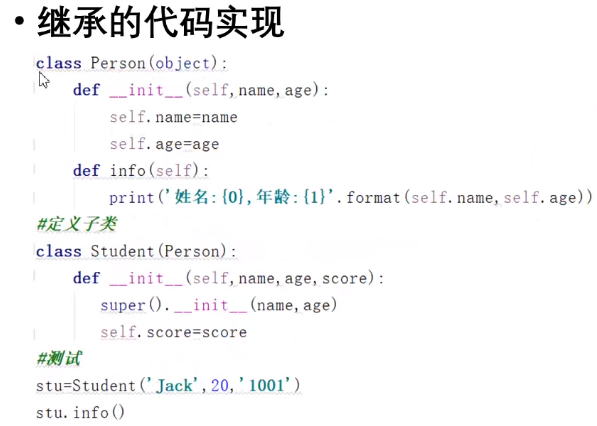 • 继承的代码实现
class Person(object):
    def __init__(self,name,age):
        self.name=name
        self.age=age
    def info(self):
        print('姓名:{0},年龄:{1}'.format(self.name,self.age))
#定义子类
class Student(Person):
    def __init__(self,name,age,score):
        super().__init__(name,age)
        self.score=score
#测试
stu=Student('Jack',20,'1001')
stu.info()